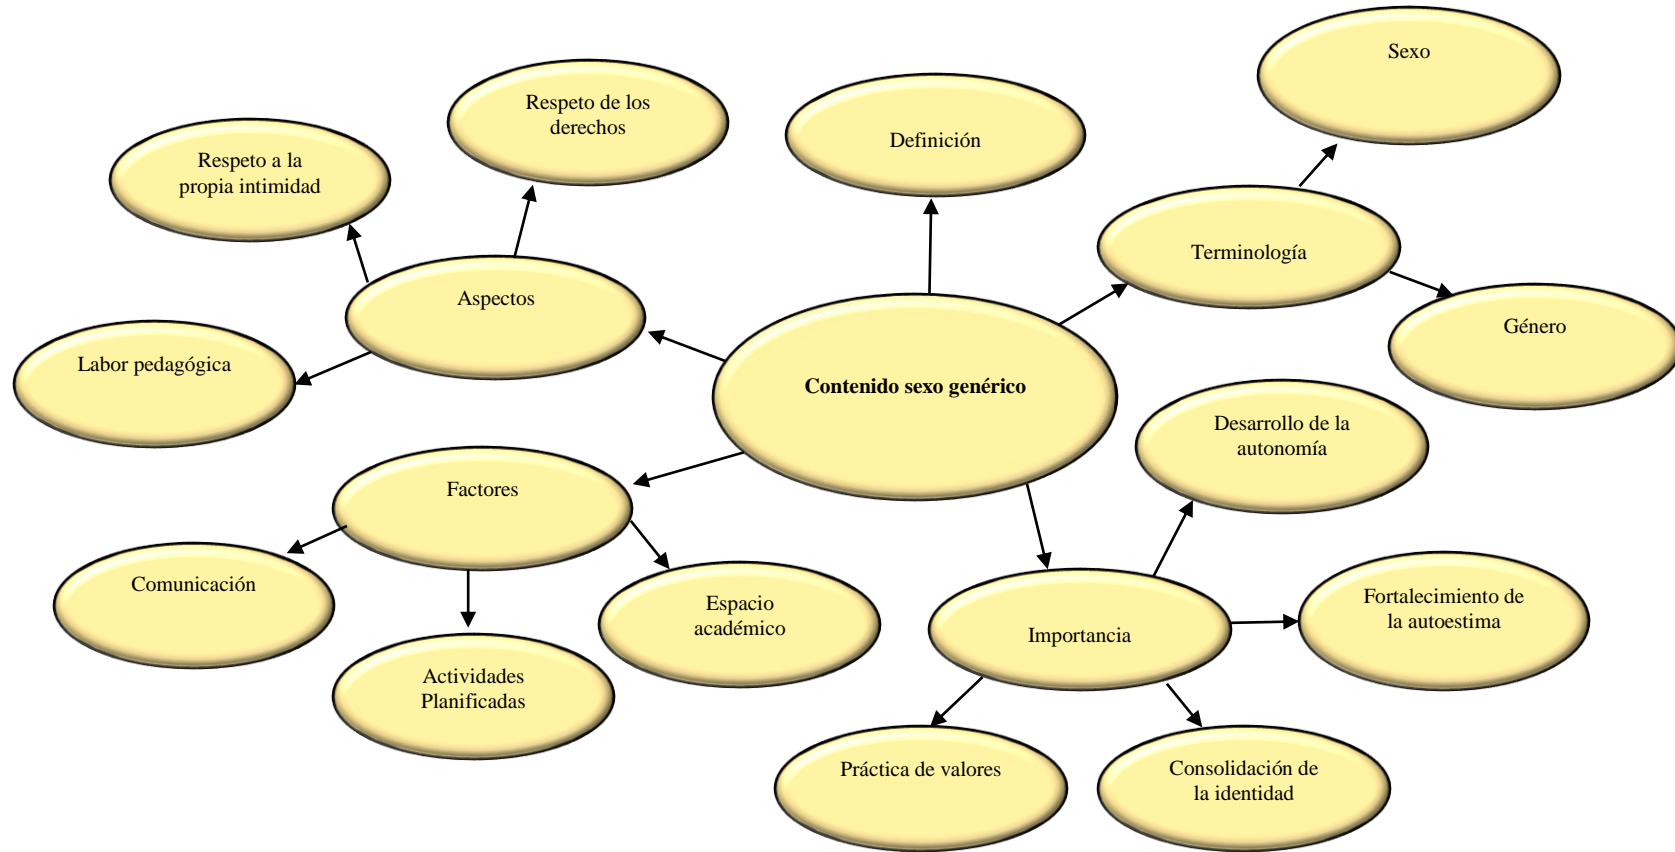 Sexo
Respeto de los
derechos
Definición
Respeto a la
propia intimidad
Terminología
Aspectos
Género
Labor pedagógica
Contenido sexo genérico
Desarrollo de la
autonomía
Factores
Comunicación
Espacio
académico
Fortalecimiento de
la autoestima
Importancia
Actividades
Planificadas
Práctica de valores
Consolidación de
la identidad